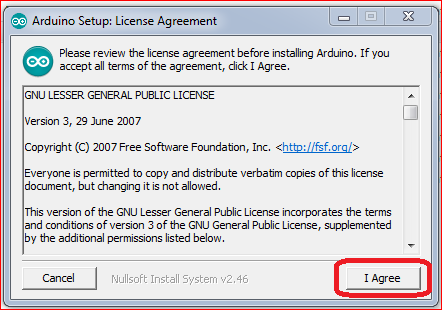 Arduino Setup: License Agreement
Please review the license agreement before installing Arduino. If you
accept all terms of the agreement, click I Agree.
GNU LESSER GENERAL PUBLIC LICENSE
Version 3, 29 June 2007
Copyright (C) 2007 Free Software Foundation, Inc. <http://fsf.org/>
Everyone is permitted to copy and distribute verbatim copies of this license
document, but changing it is not allowed.
This version of the GNU Lesser General Public License incorporates the terms
and conditions of version 3 of the GNU General Public License, supplemented
by the additional permissions listed below.
Cancel
Nullsoft Install System v2.46
I Agree